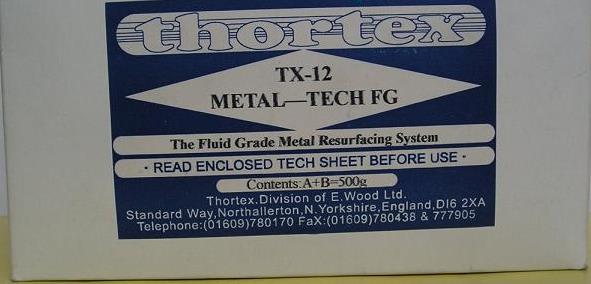 thortex
TX-12
METAL—TECH FG
The Fluid Grade Metal Resurfacing System
· READ ENCLOSED TECH SHEET BEFORE USE ·
Contents:A+B=500g
Thortex.Division of E.Wood Ltd.
Standard Way,Northallerton,N.Yorkshire,England,Dl6 2XA
Telephone:(01609)780170 FaX:(01609)780438 & 777905